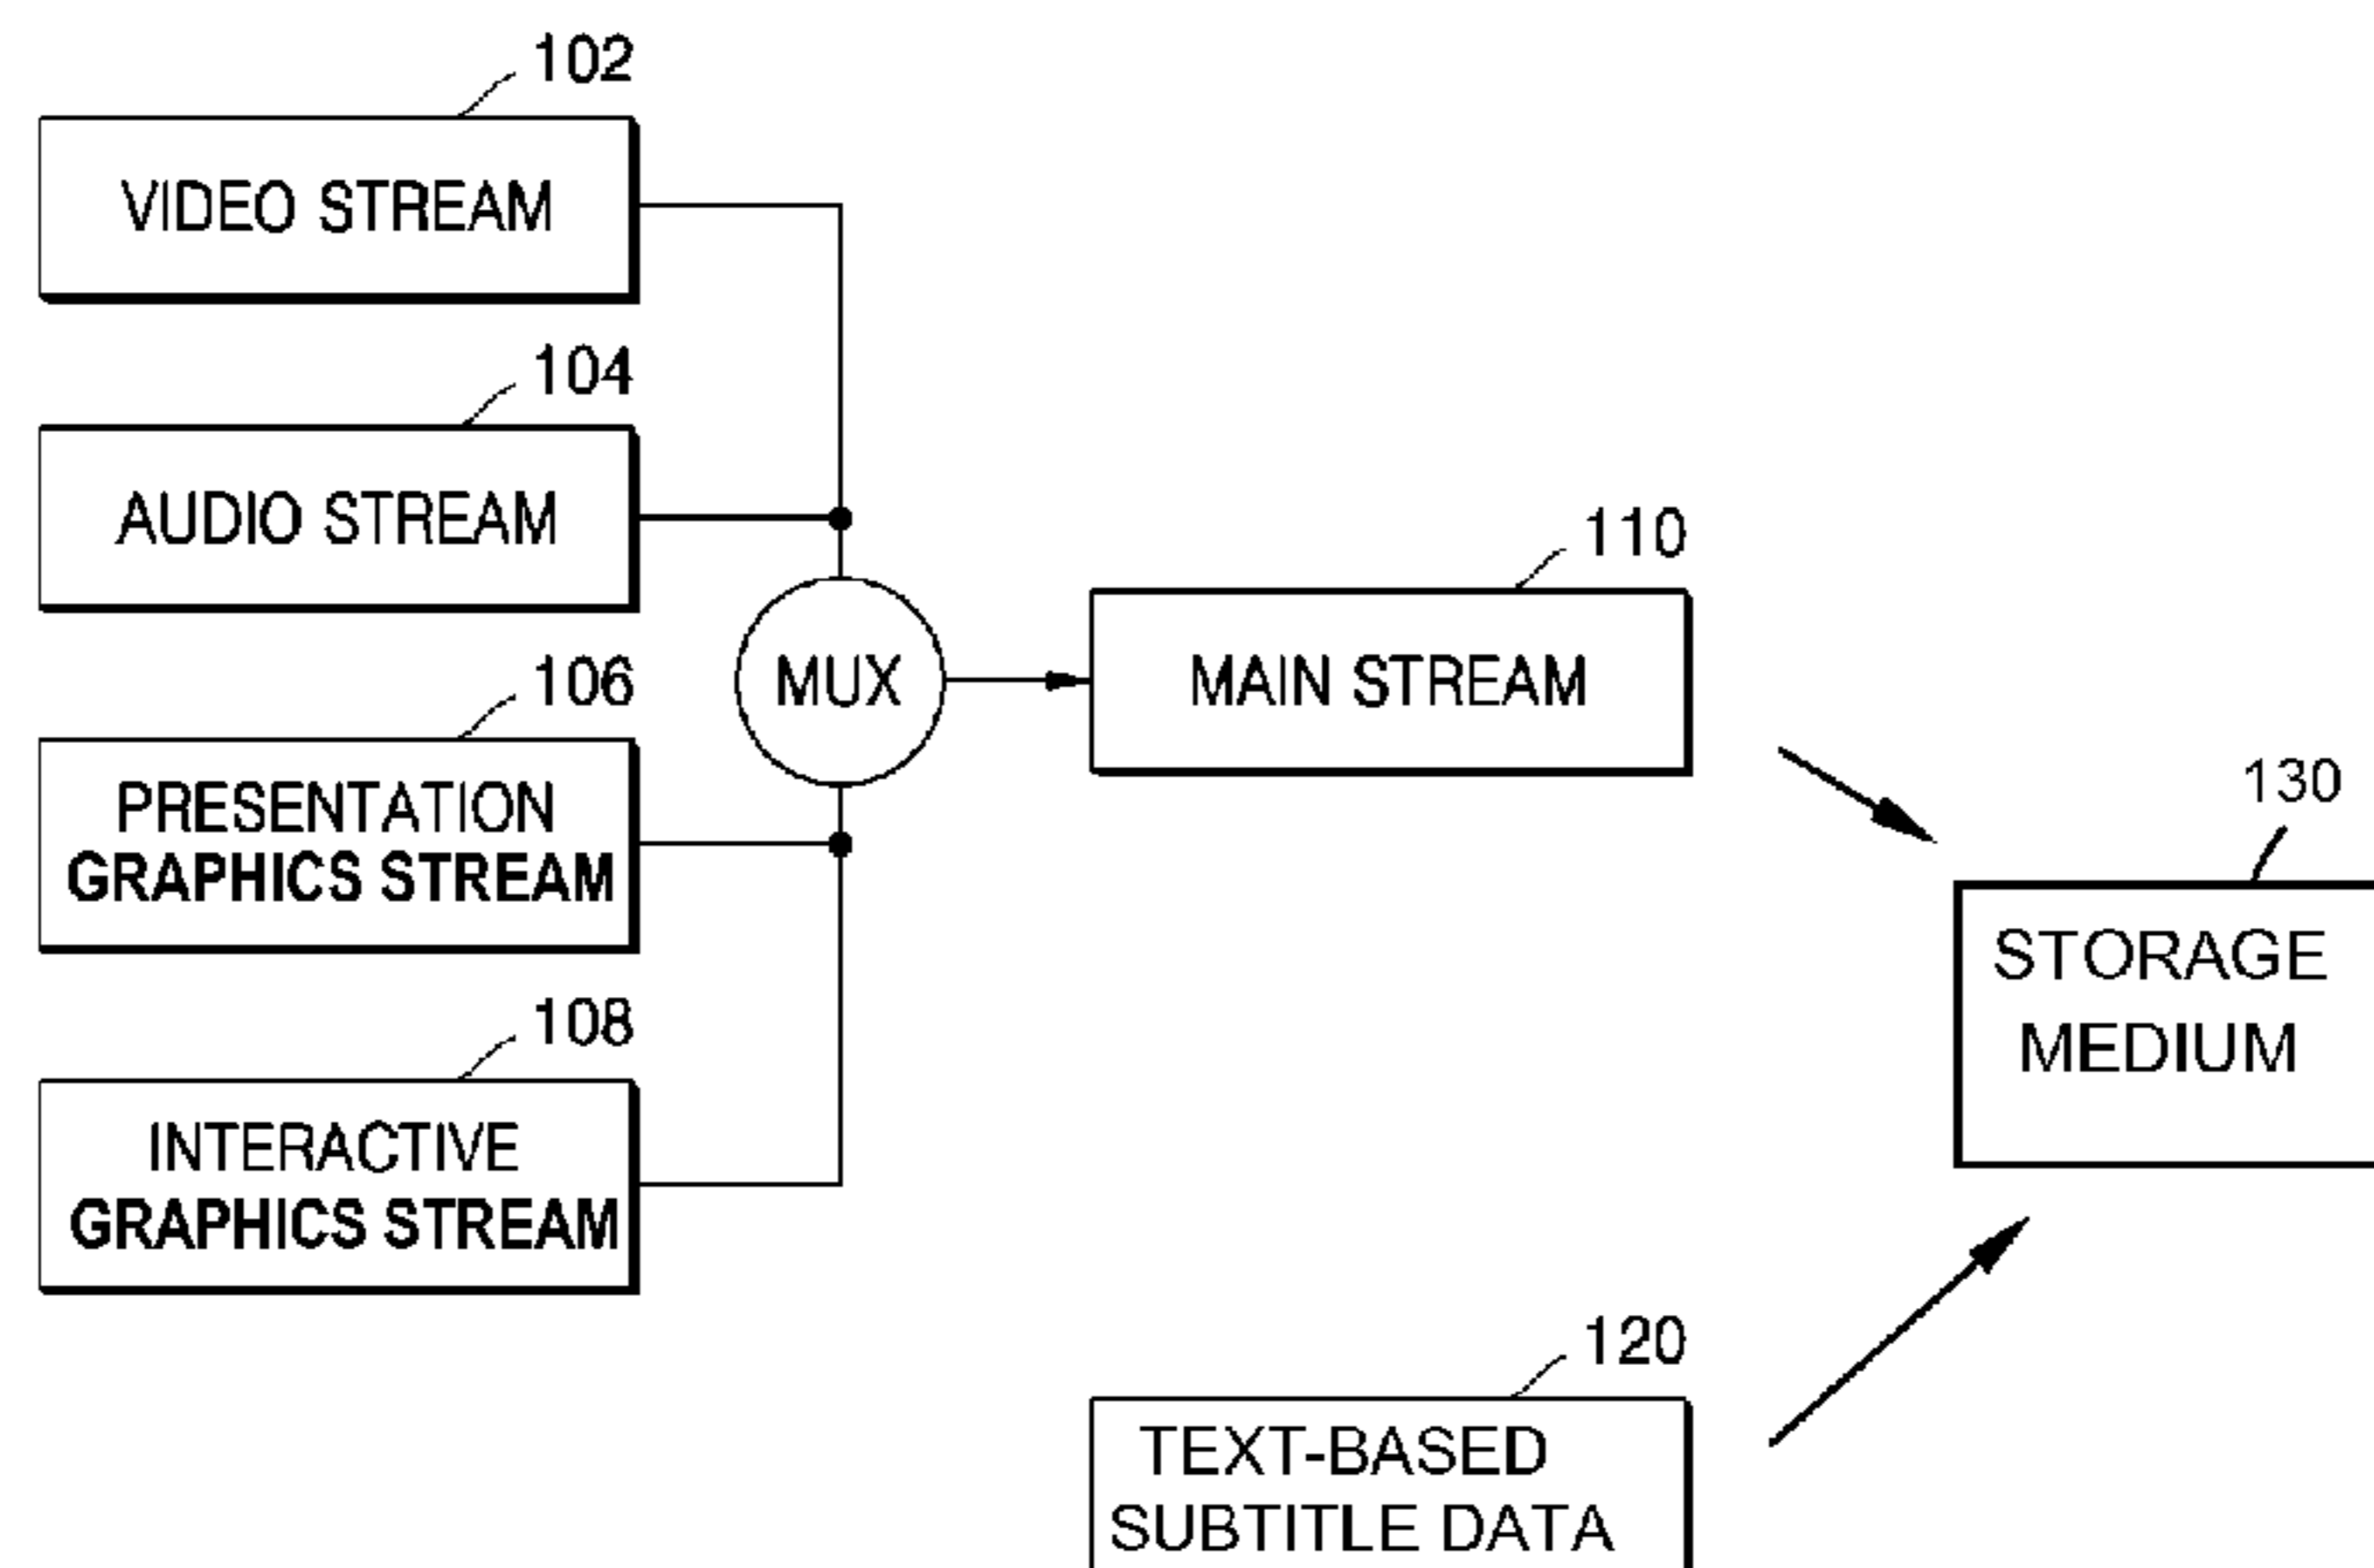 102
VIDEO STREAM
104
AUDIO STREAM
106
PRESENTATION
GRAPHICS STREAM
108
INTERACTIVE
GRAPHICS STREAM
MUX
110
MAIN STREAM
120
TEXT-BASED
SUBTITLE DATA
130
STORAGE
MEDIUM